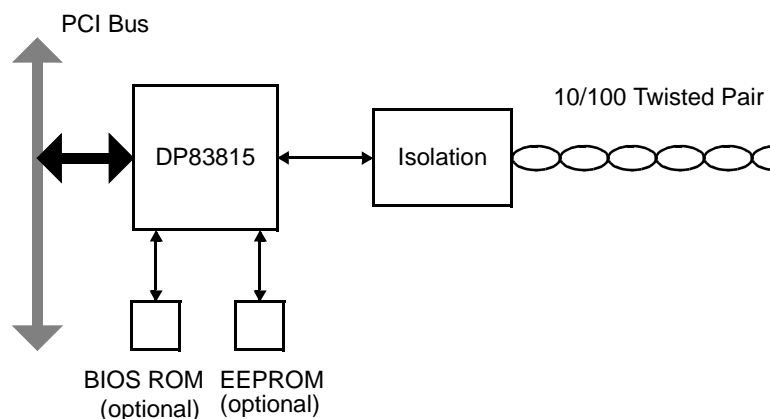 PCI Bus
10/100 Twisted Pair
DP83815
Isolation
BIOS ROM
(optional)
EEPROM
(optional)